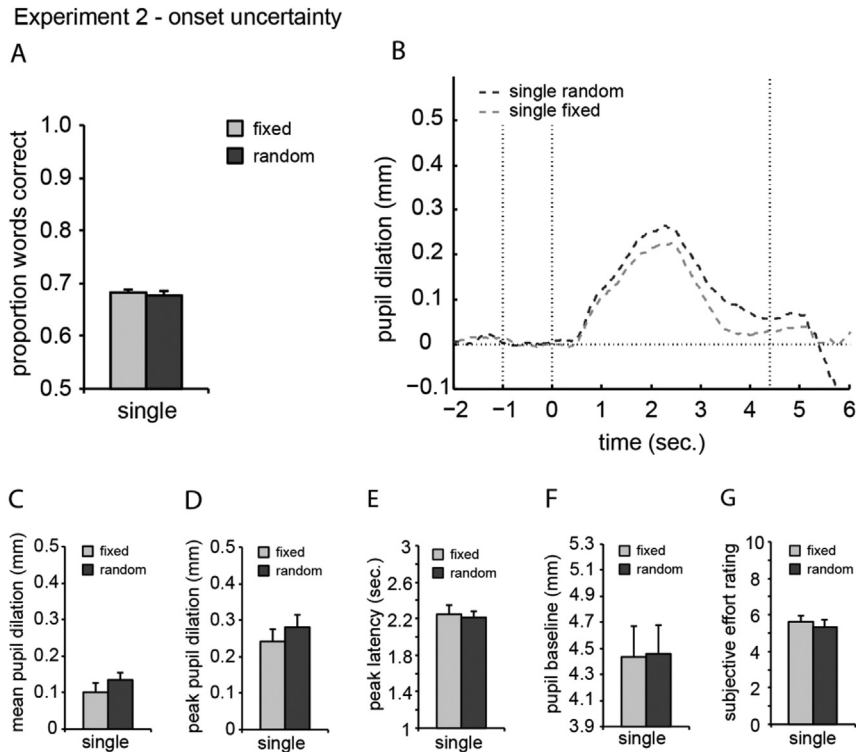 Experiment 2 - onset uncertainty
A
proportion words correct
1.0
0.9
0.8
0.7
0.6
0.5
fixed
random
single
B
pupil dilation (mm)
0.5
0.4
0.3
0.2
0.1
0
−0.1
single random
single fixed
−2 −1 0 1 2 3 4 5 6
time (sec.)
C
mean pupil dilation (mm)
0.5
0.4
0.3
0.2
0.1
0
fixed
random
single
D
peak pupil dilation (mm)
0.5
0.4
0.3
0.2
0.1
0
fixed
random
single
E
peak latency (sec.)
3
2.6
2.2
1.8
1.4
1
fixed
random
single
F
pupil baseline (mm)
5.3
5.1
4.9
4.7
4.5
4.3
4.1
3.9
fixed
random
single
G
subjective effort rating
10
8
6
4
2
0
fixed
random
single